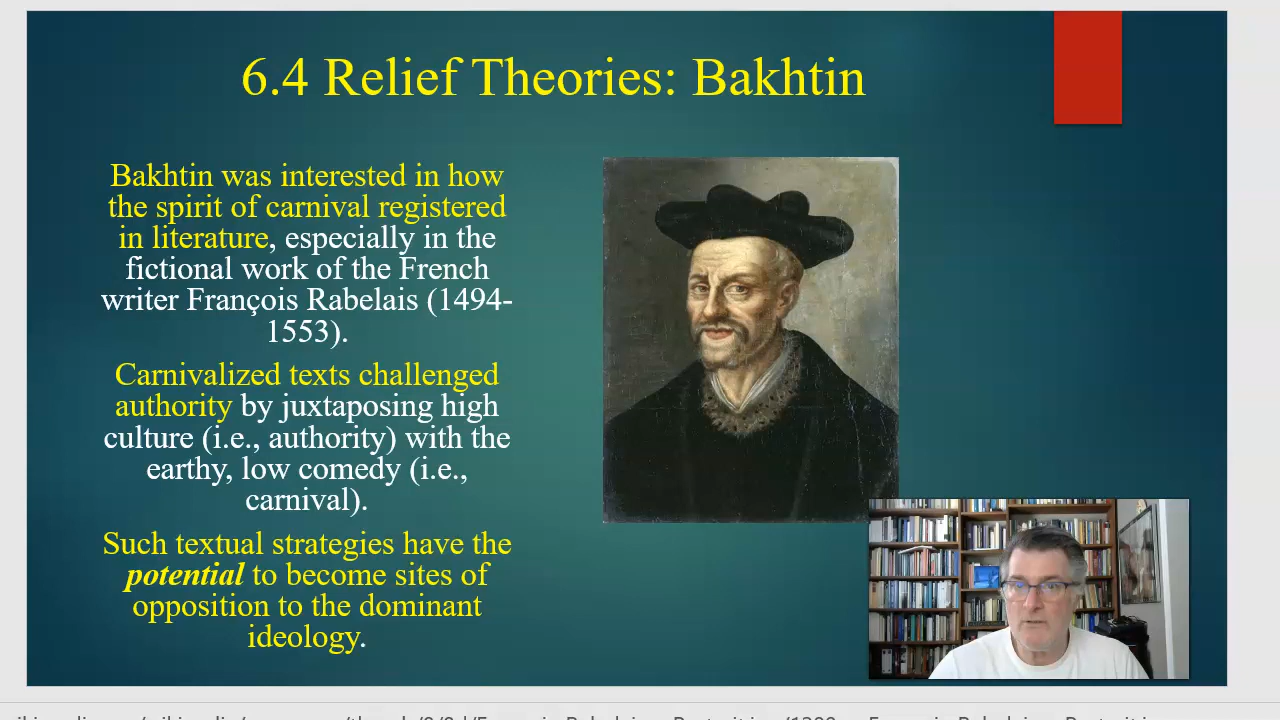 6.4 Relief Theories: Bakhtin
Bakhtin was interested in how
the spirit of carnival registered
in literature, especially in the
fictional work of the French
writer François Rabelais (1494-
1553).
Carnivalized texts challenged
authority by juxtaposing high
culture (i.e., authority) with the
earthy, low comedy (i.e.,
carnival).
Such textual strategies have the
potential to become sites of
opposition to the dominant
ideology.